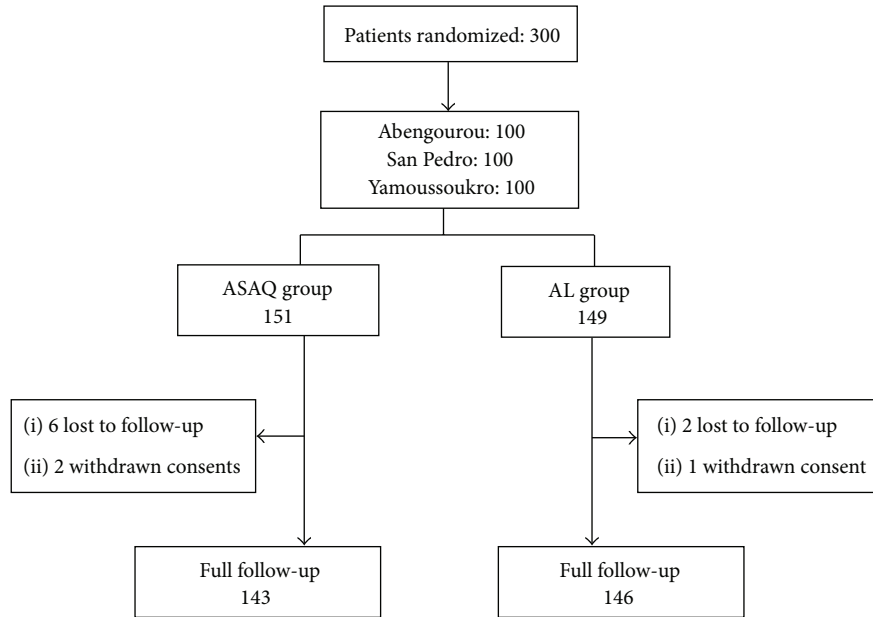 Patients randomized: 300
Abengourou: 100
San Pedro: 100
Yamoussoukro: 100
ASAQ group
151
AL group
149
(i) 6 lost to follow-up
(ii) 2 withdrawn consents
(i) 2 lost to follow-up
(ii) 1 withdrawn consent
Full follow-up
143
Full follow-up
146